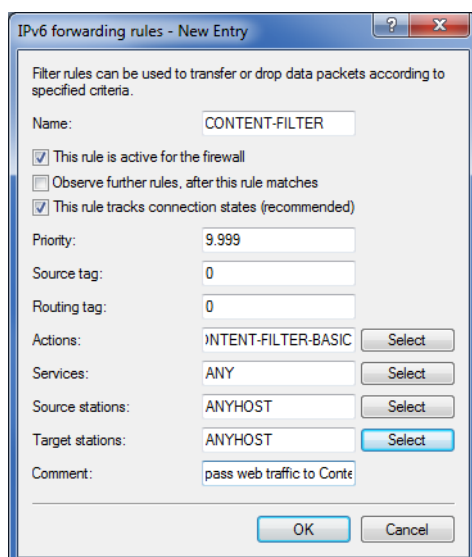 IPv6 forwarding rules - New Entry
Filter rules can be used to transfer or drop data packets according to
specified criteria.
Name: CONTENT-FILTER
This rule is active for the firewall
Observe further rules, after this rule matches
This rule tracks connection states (recommended)
Priority: 9.999
Source tag: 0
Routing tag: 0
Actions: ONTENT-FILTER-BASIC Select
Services: ANY Select
Source stations: ANYHOST Select
Target stations: ANYHOST Select
Comment: pass web traffic to Conte
OK Cancel